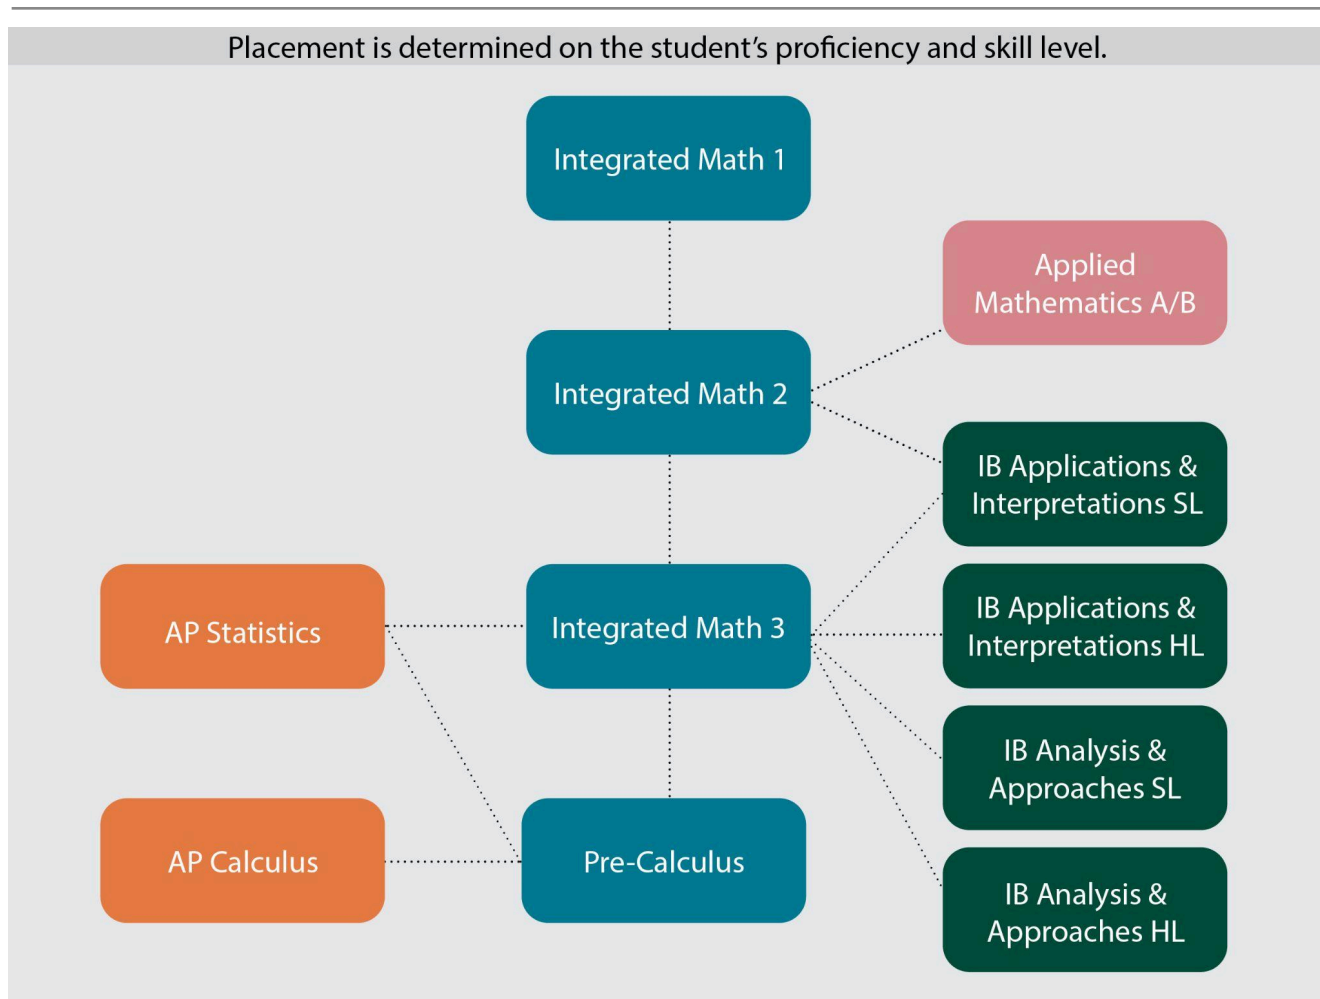 Placement is determined on the student’s proficiency and skill level.
Integrated Math 1
Applied
Mathematics A/B
Integrated Math 2
IB Applications &
Interpretations SL
AP Statistics
Integrated Math 3
IB Applications &
Interpretations HL
IB Analysis &
Approaches SL
AP Calculus
Pre-Calculus
IB Analysis &
Approaches HL